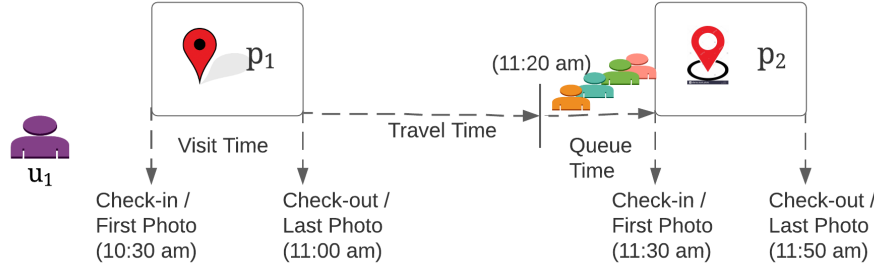 p1
(11:20 am)
p2
u1
Visit Time
Travel Time
Queue
Time
Check-in /
First Photo
(10:30 am)
Check-out /
Last Photo
(11:00 am)
Check-in /
First Photo
(11:30 am)
Check-out /
Last Photo
(11:50 am)